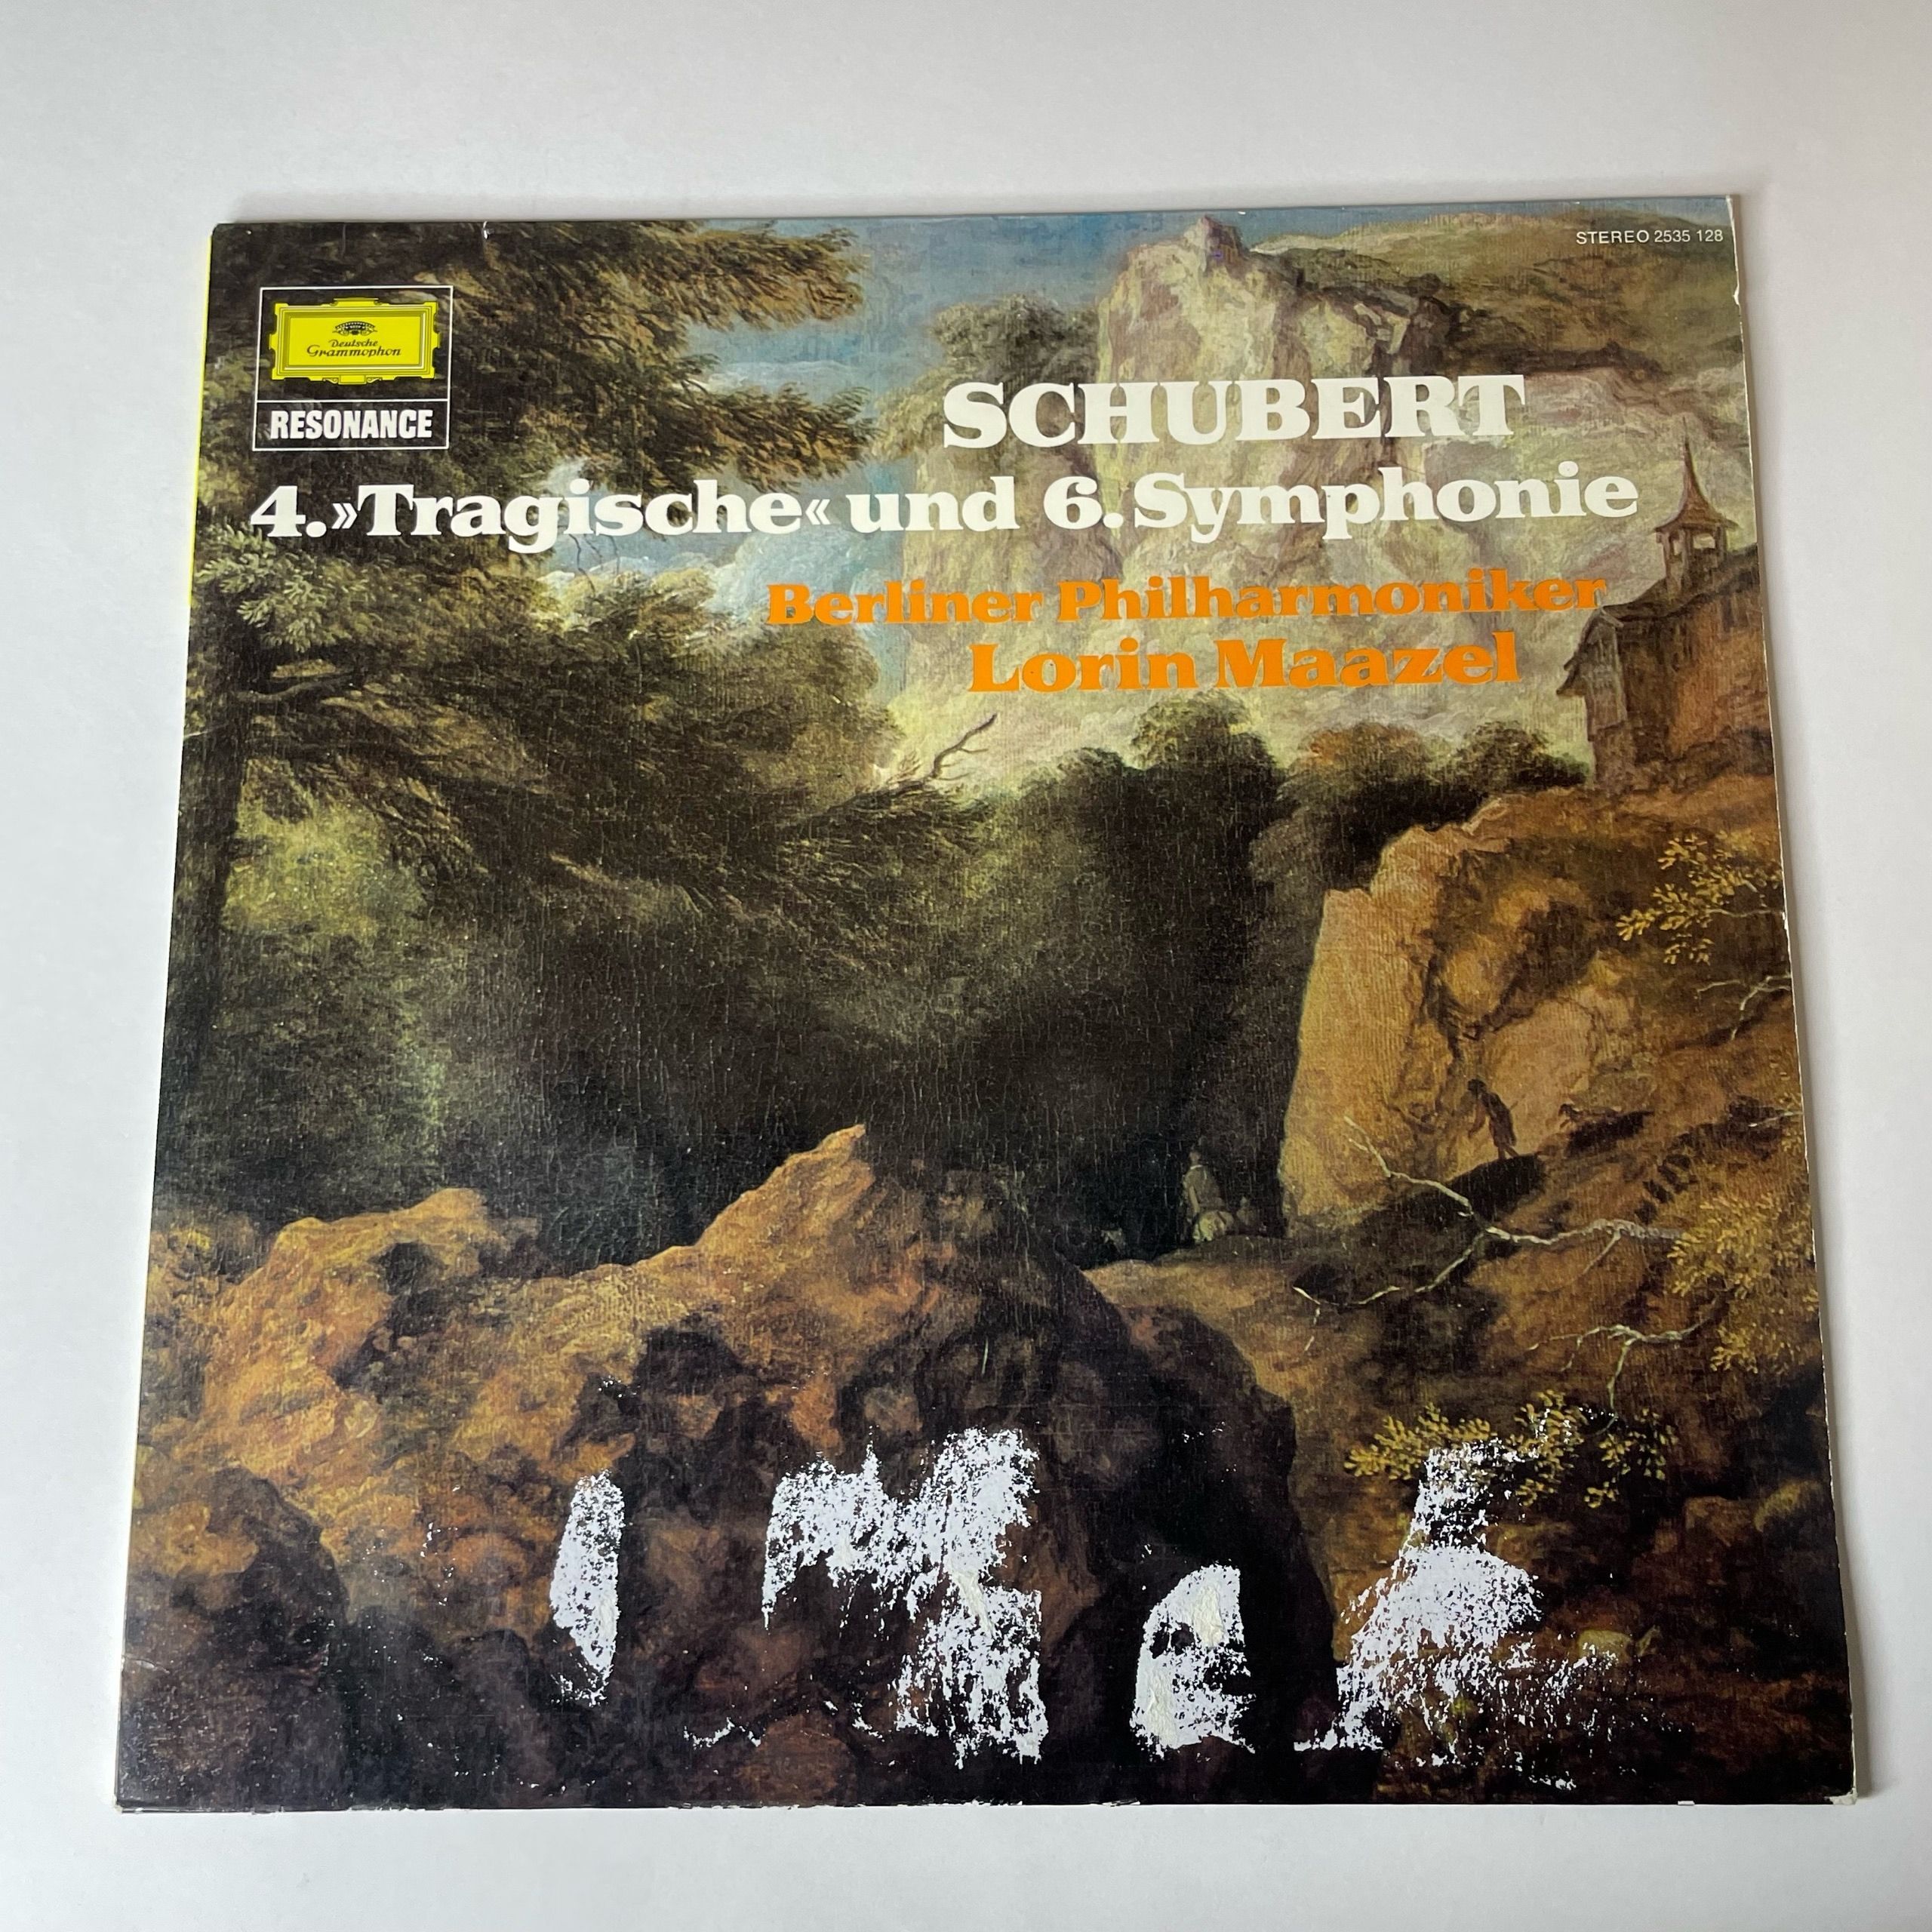 STEREO 2535 128
Deutsche
Grammophon
RESONANCE
SCHUBERT
4.»Tragische« und 6.Symphonie
Berliner Philharmoniker
Lorin Maazel